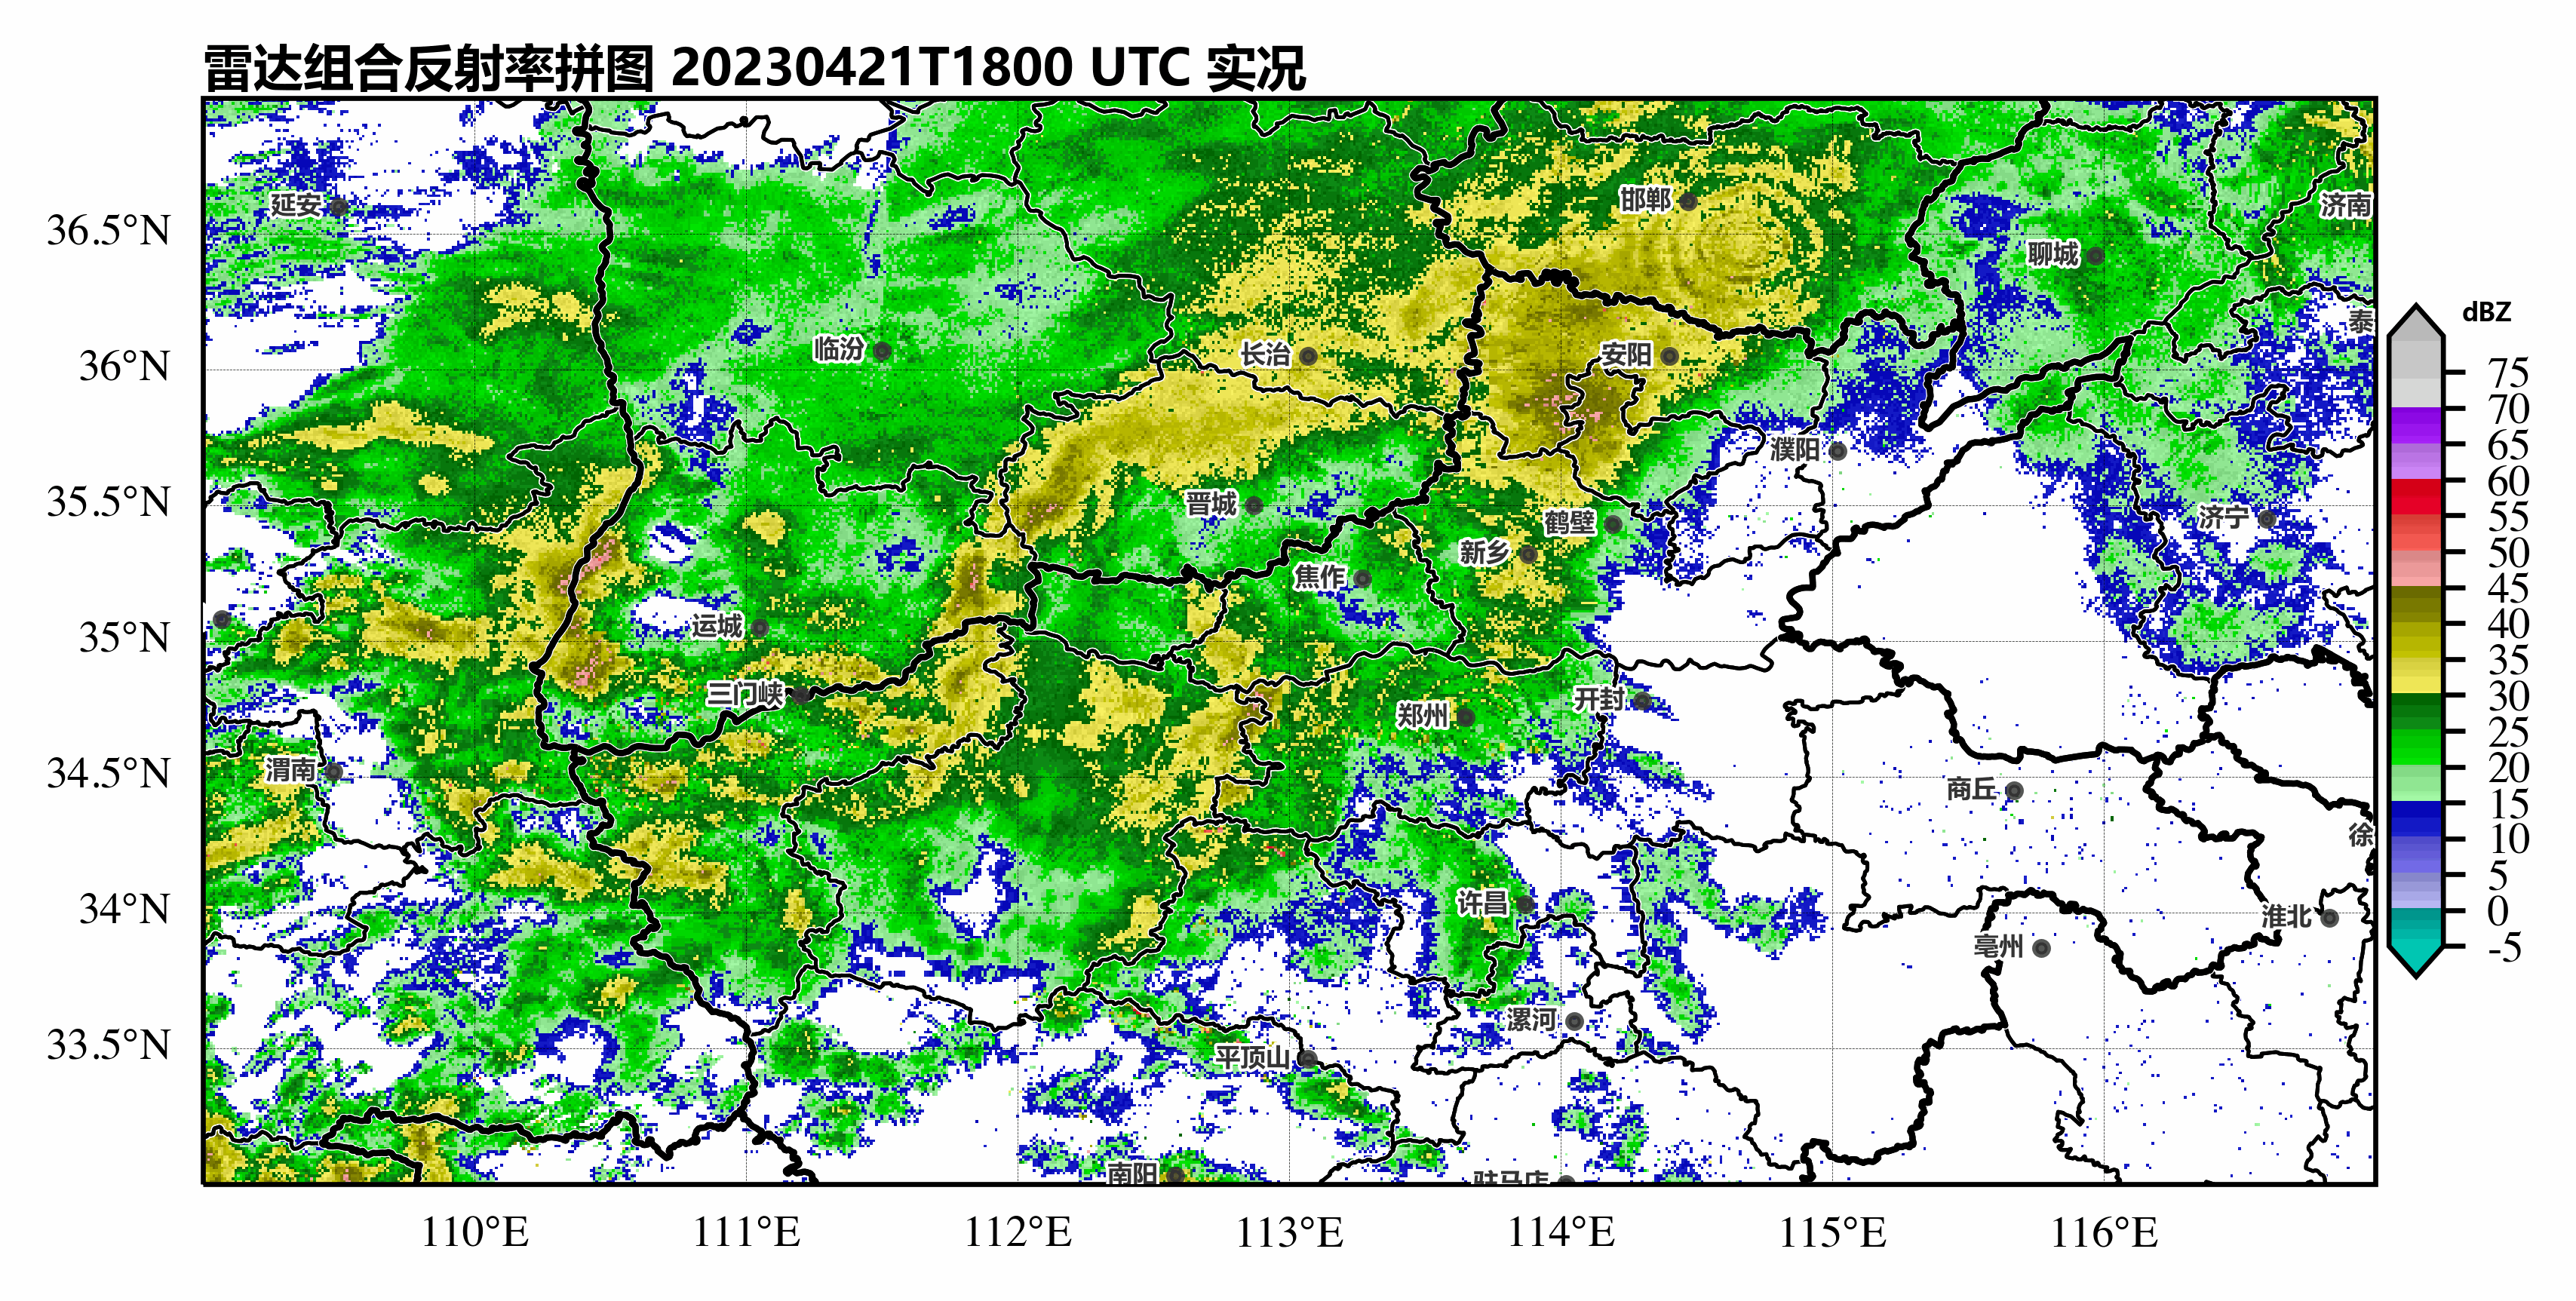 雷达组合反射率拼图 20230421T1800 UTC 实况
36.5°N
36°N
35.5°N
35°N
34.5°N
34°N
33.5°N
110°E
111°E
112°E
113°E
114°E
115°E
116°E
延安
邯郸
济南
聊城
泰
临汾
长治
安阳
濮阳
晋城
鹤壁
济宁
新乡
焦作
运城
三门峡
郑州
开封
渭南
商丘
徐
许昌
淮北
亳州
漯河
平顶山
南阳
驻马店
dBZ
75
70
65
60
55
50
45
40
35
30
25
20
15
10
5
0
-5